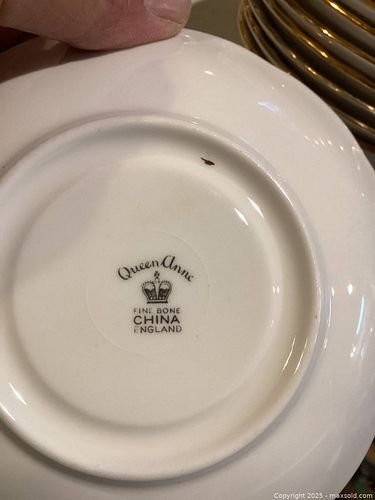 Queen Anne
FINE BONE
CHINA
ENGLAND
Copyright 2025 - maxsold.com